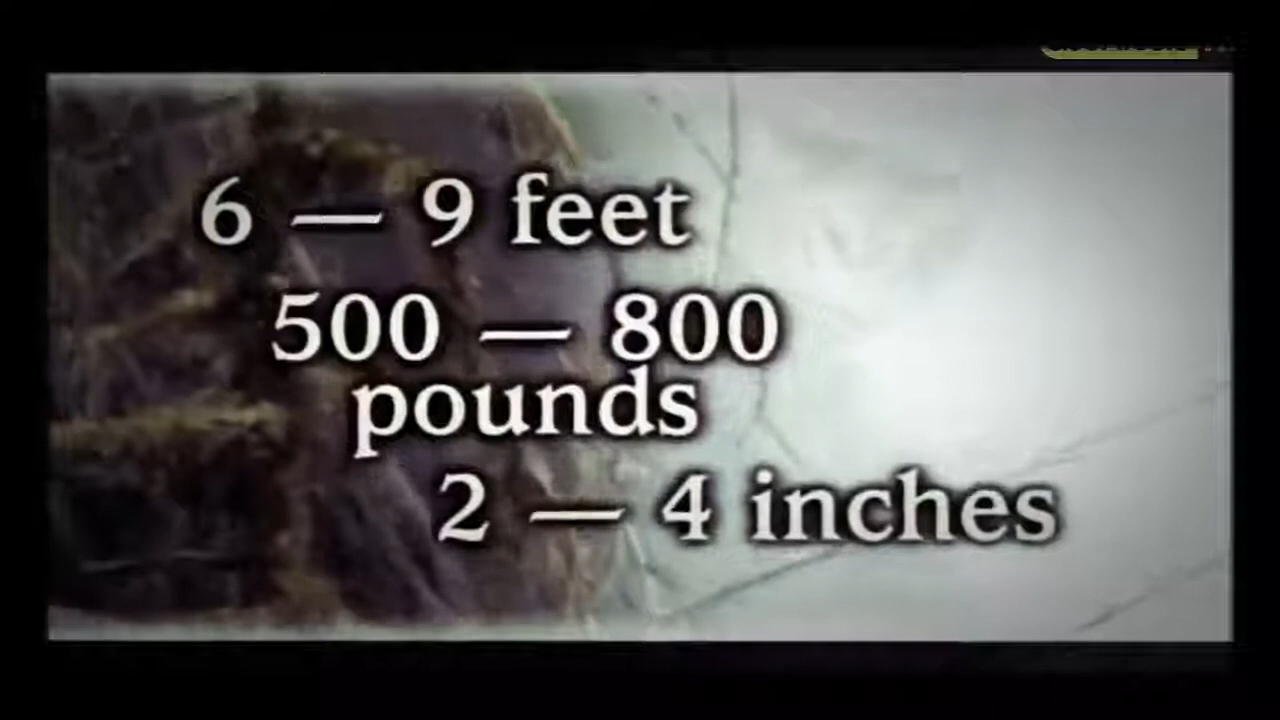 6 — 9 feet
500 — 800
pounds
2 — 4 inches